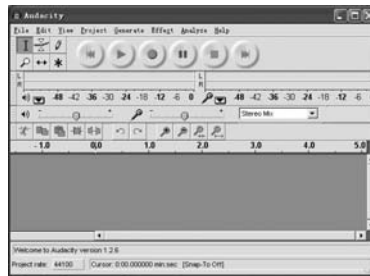 Audacity
File Edit View Project Generate Effect Analyze Help
L
R
L
R
-48 -42 -36 -30 -24 -18 -12 -6 0
-48 -42 -36 -30 -24 -18 -12 -6
Stereo Mix
-1.0 0,0 1.0 2.0 3.0 4.0 5.0
Welcome to Audacity version 1.2.6
Project rate: 44100 Cursor: 0:00.000000 min:sec [Snap-To Off]